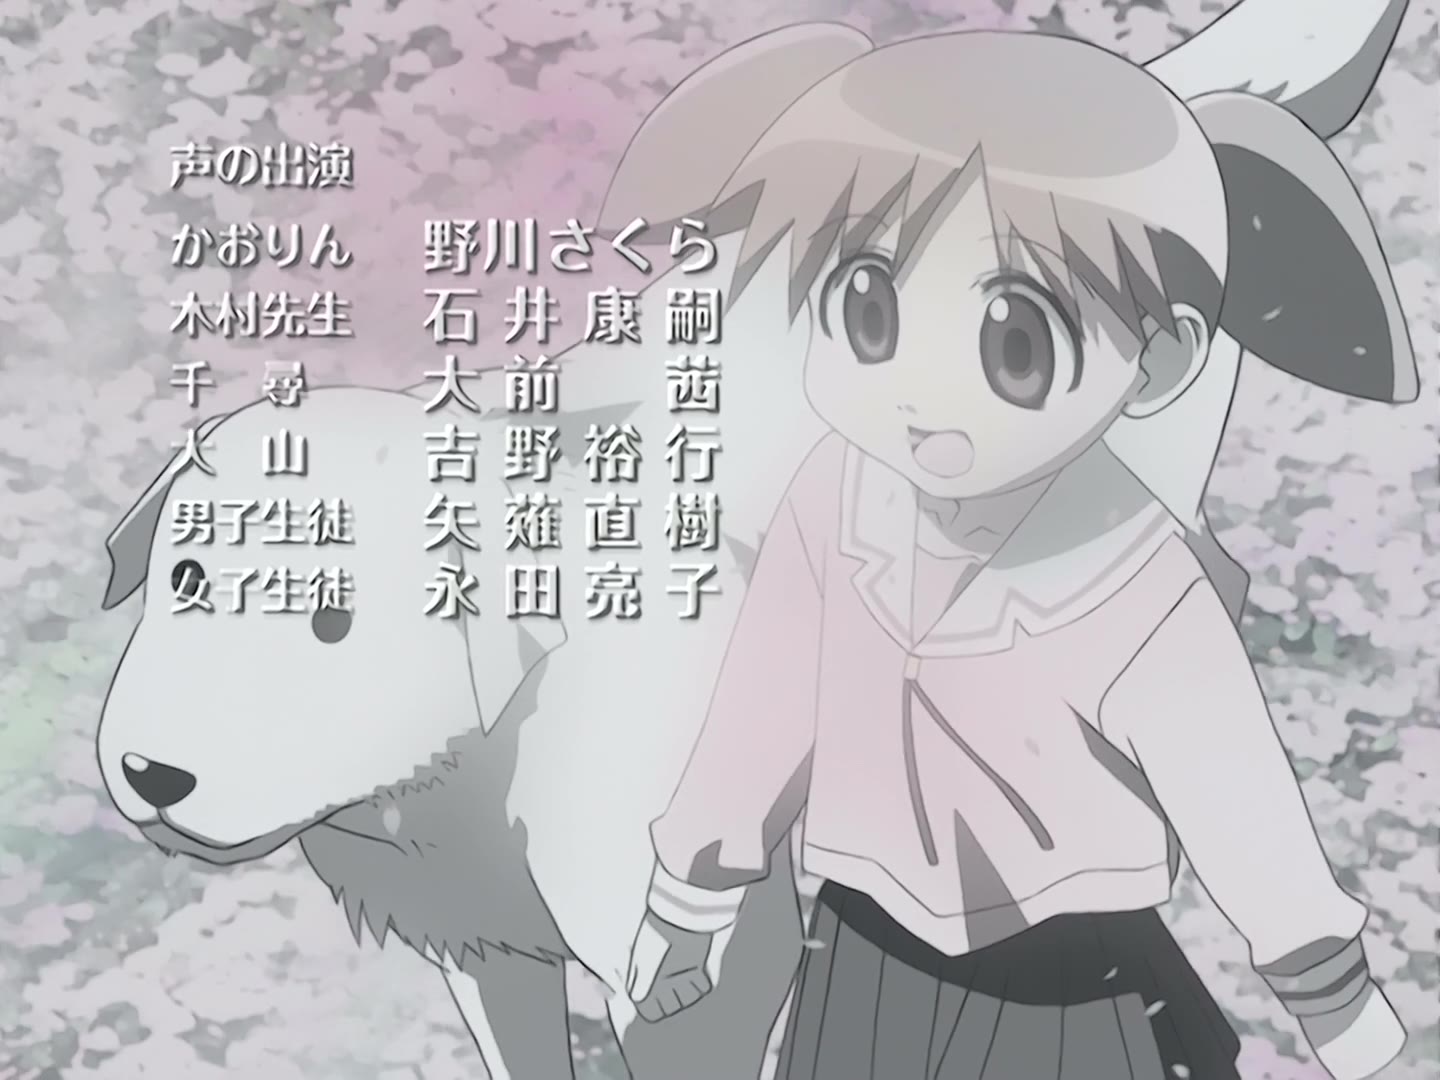 声の出演
かおりん 野川さくら
木村先生 石井康嗣
千尋 大前茜
大山 吉野裕行
男子生徒 矢薙直樹
女子生徒 永田亮子